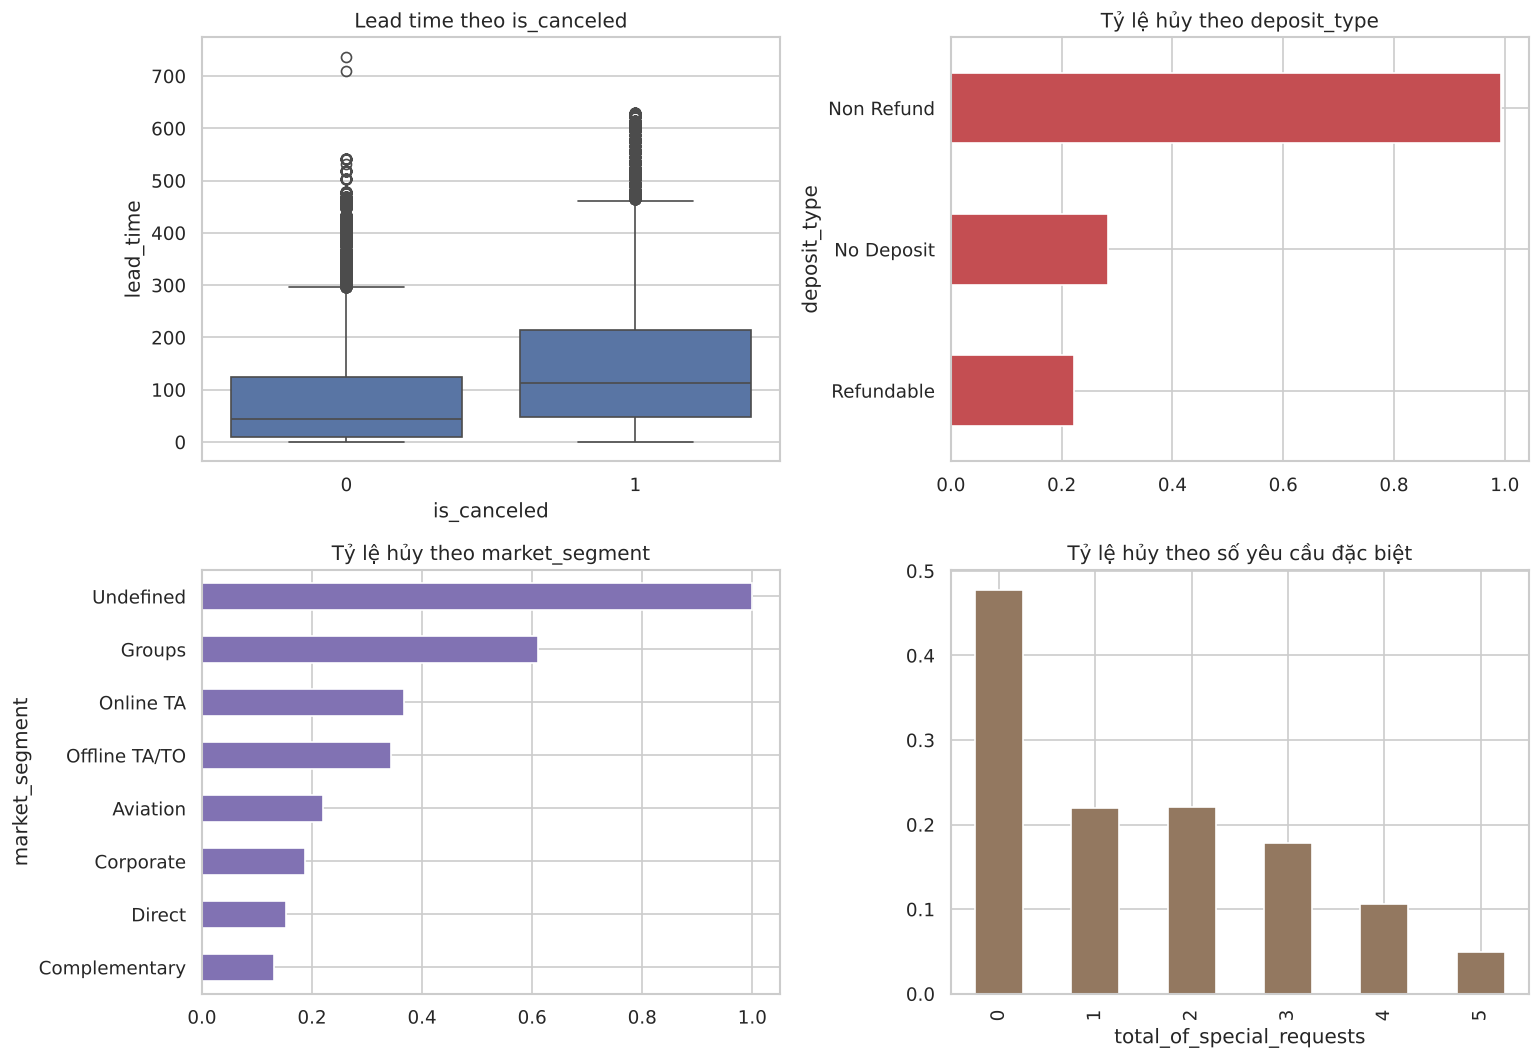 Lead time theo is_canceled
700
600
500
400
300
200
100
0
lead_time
0
1
is_canceled
Tỷ lệ hủy theo deposit_type
Non Refund
No Deposit
Refundable
deposit_type
0.0
0.2
0.4
0.6
0.8
1.0
Tỷ lệ hủy theo market_segment
Undefined
Groups
Online TA
Offline TA/TO
Aviation
Corporate
Direct
Complementary
market_segment
0.0
0.2
0.4
0.6
0.8
1.0
Tỷ lệ hủy theo số yêu cầu đặc biệt
0.5
0.4
0.3
0.2
0.1
0.0
0
1
2
3
4
5
total_of_special_requests